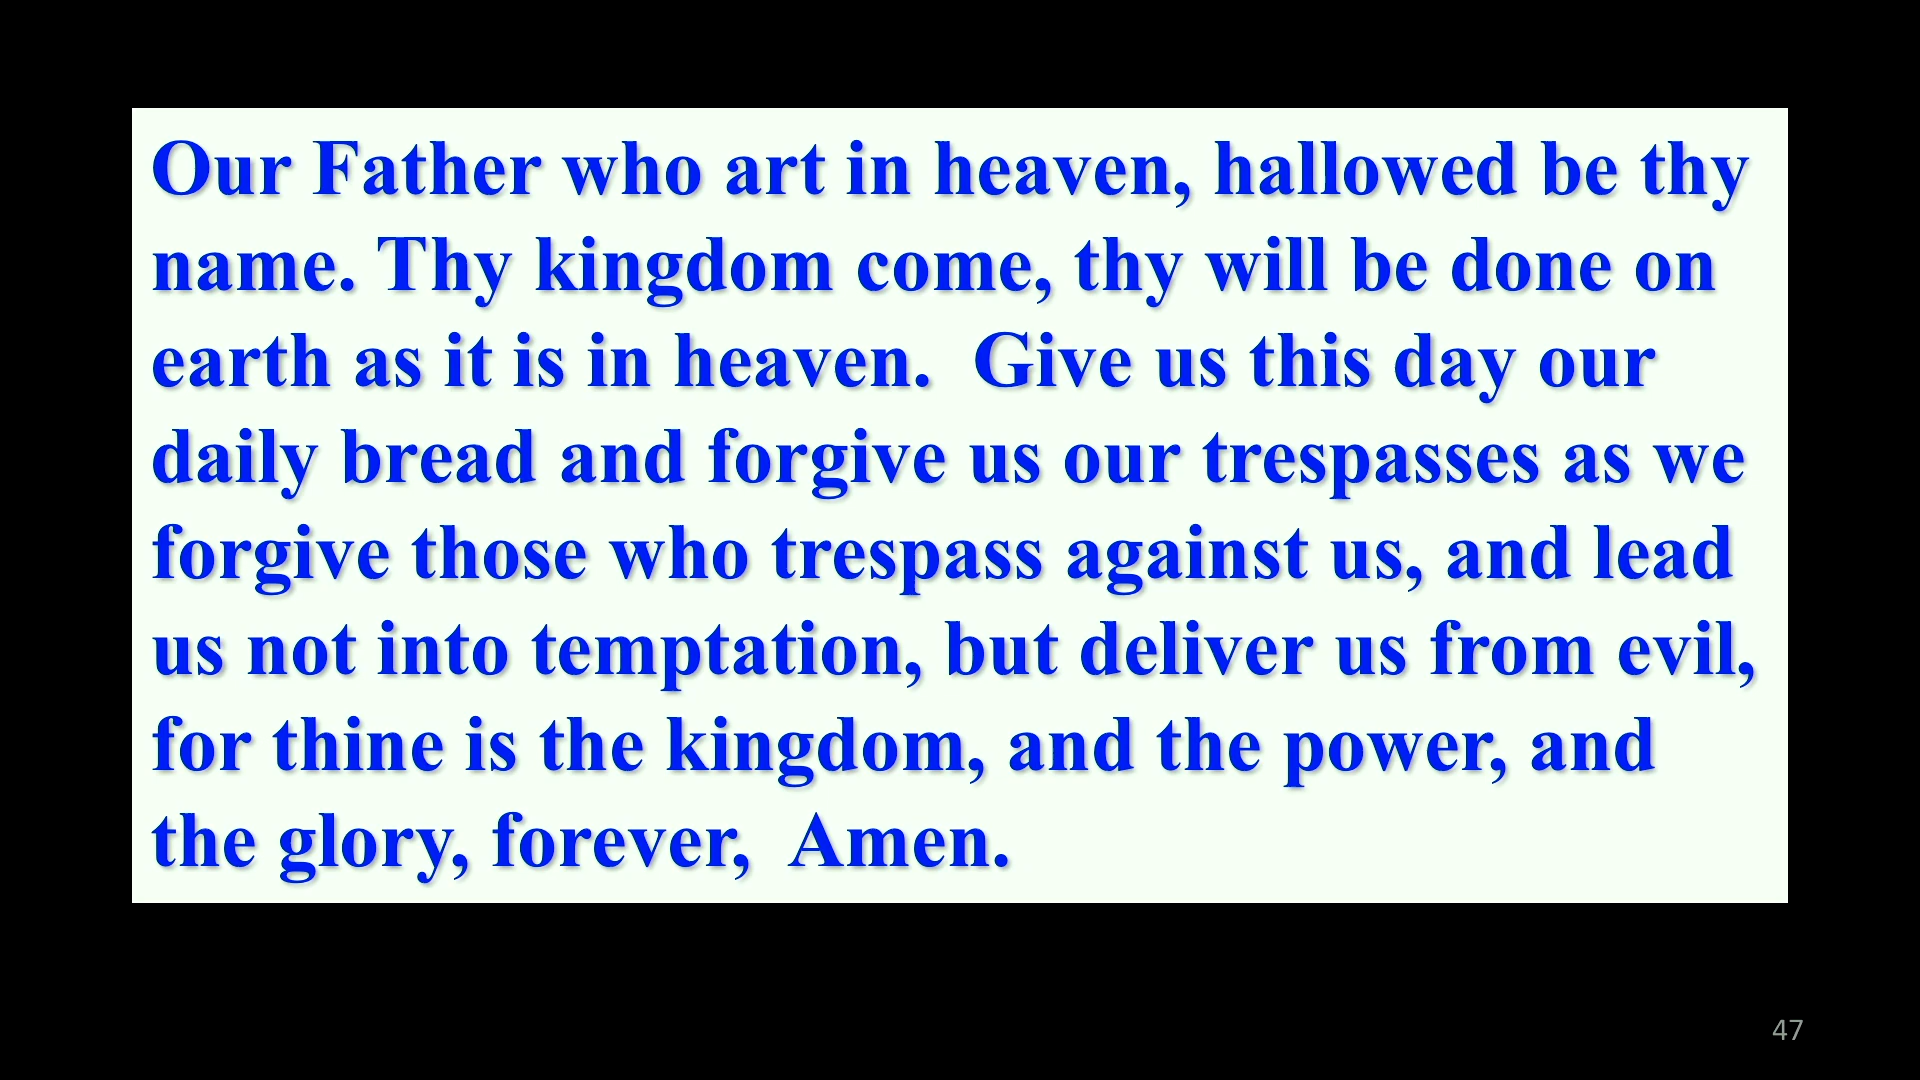 Our Father who art in heaven, hallowed be thy
name. Thy kingdom come, thy will be done on
earth as it is in heaven.  Give us this day our
daily bread and forgive us our trespasses as we
forgive those who trespass against us, and lead
us not into temptation, but deliver us from evil,
for thine is the kingdom, and the power, and
the glory, forever,  Amen.
47